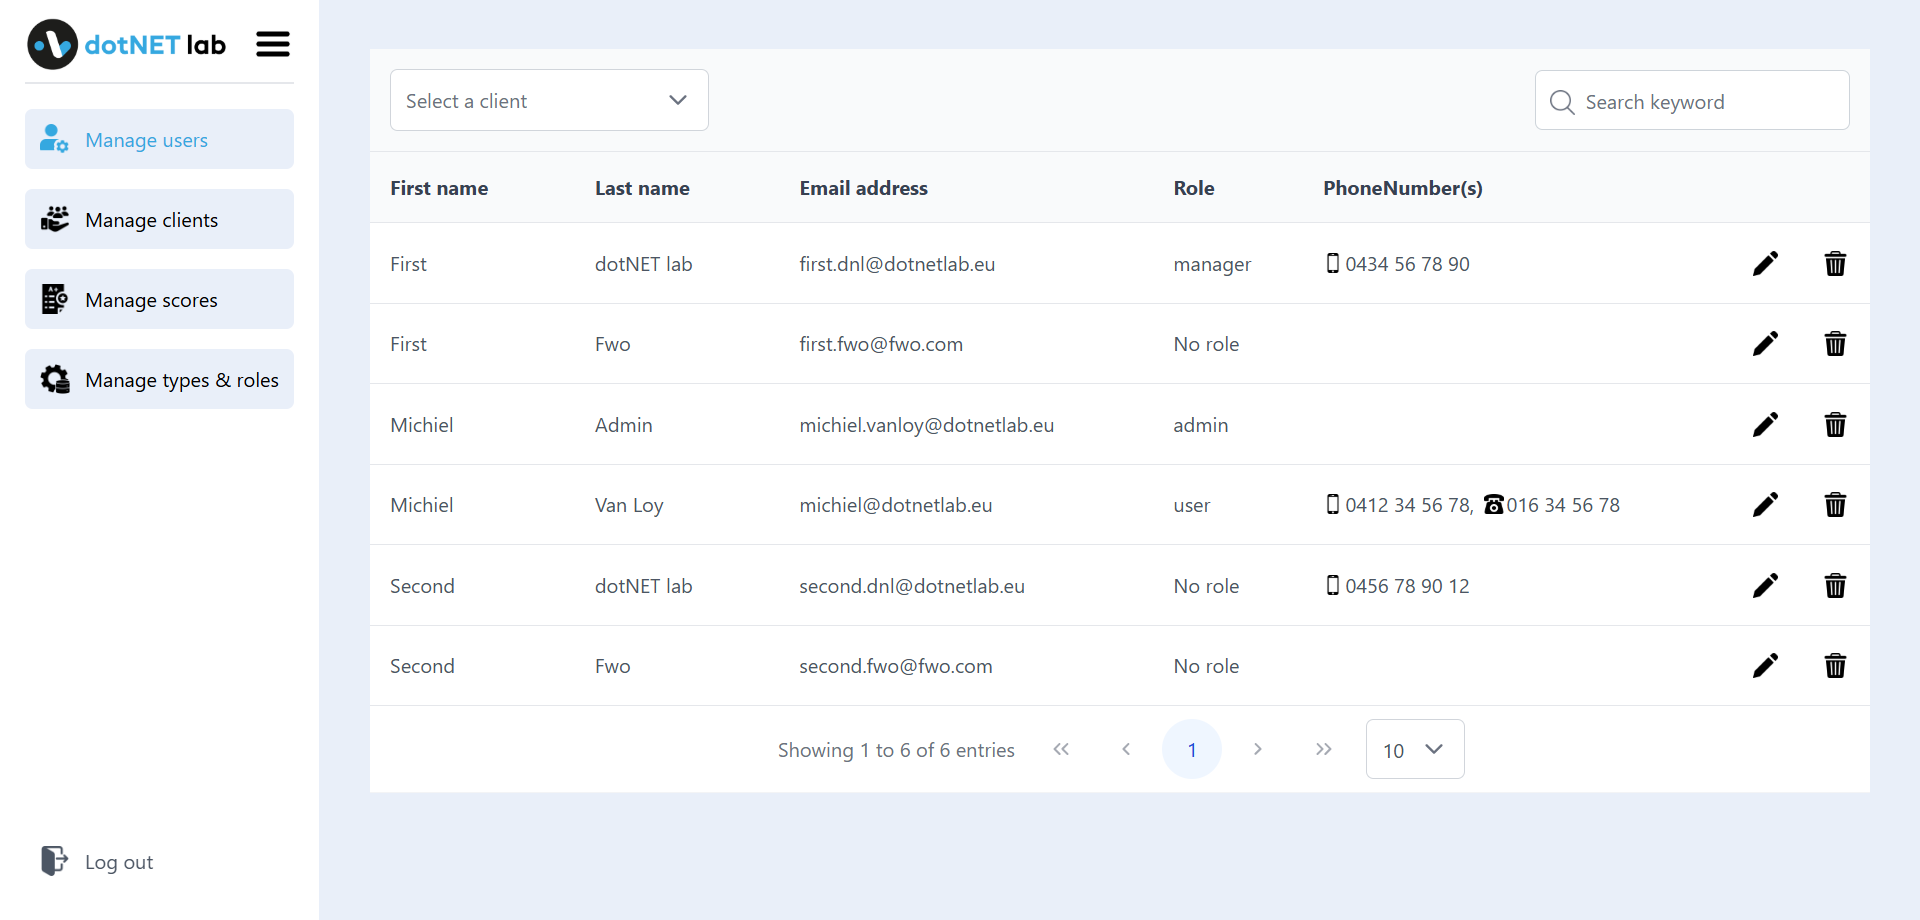 dotNET lab
Manage users
Manage clients
Manage scores
Manage types & roles
Log out
Select a client
Search keyword
First name Last name Email address Role PhoneNumber(s)
First dotNET lab first.dnl@dotnetlab.eu manager 0434 56 78 90
First Fwo first.fwo@fwo.com No role
Michiel Admin michiel.vanloy@dotnetlab.eu admin
Michiel Van Loy michiel@dotnetlab.eu user 0412 34 56 78, 016 34 56 78
Second dotNET lab second.dnl@dotnetlab.eu No role 0456 78 90 12
Second Fwo second.fwo@fwo.com No role
Showing 1 to 6 of 6 entries 1 10